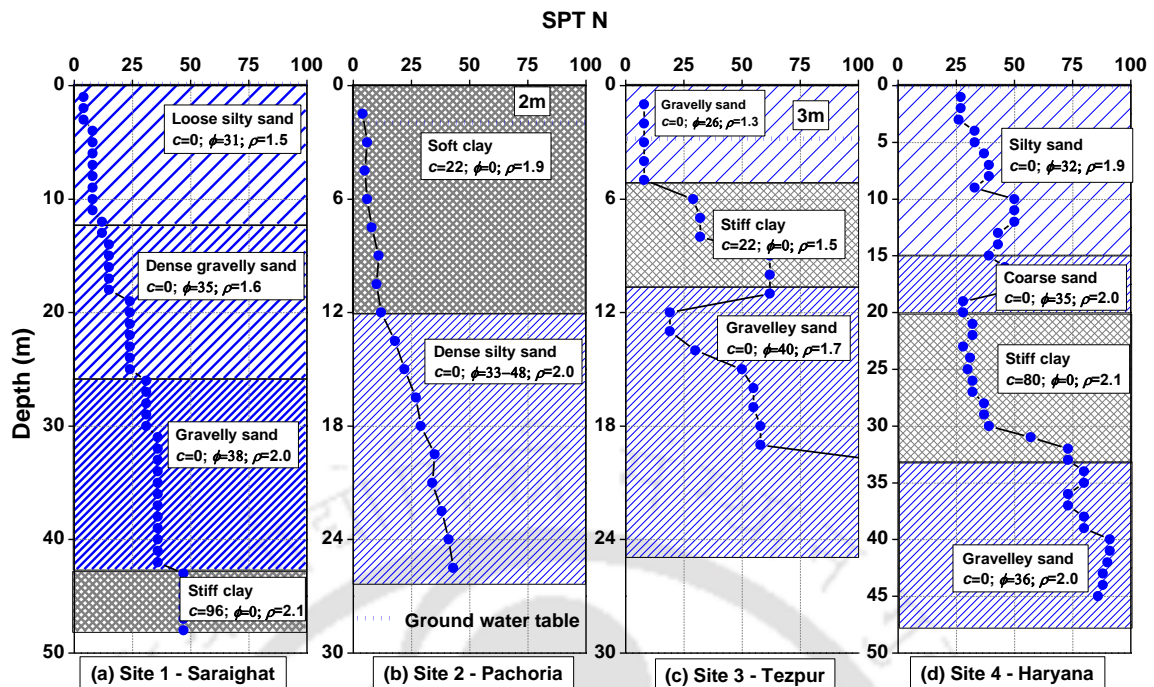 SPT N
0 25 50 75 100
0
10
20
30
40
50
Depth (m)
Loose silty sand
c=0; ϕ=31; ρ=1.5
Dense gravelly sand
c=0; ϕ=35; ρ=1.6
Gravelly sand
c=0; ϕ=38; ρ=2.0
Stiff clay
c=96; ϕ=0; ρ=2.1
(a) Site 1 - Saraighat
0 25 50 75 100
0
6
12
18
24
30
2m
Soft clay
c=22; ϕ=0; ρ=1.9
Dense silty sand
c=0; ϕ=33–48; ρ=2.0
Ground water table
(b) Site 2 - Pachoria
0 25 50 75 100
0
6
12
18
24
30
Gravelly sand
c=0; ϕ=26; ρ=1.3
3m
Stiff clay
c=22; ϕ=0; ρ=1.5
Gravelley sand
c=0; ϕ=40; ρ=1.7
(c) Site 3 - Tezpur
0 25 50 75 100
0
5
10
15
20
25
30
35
40
45
50
Silty sand
c=0; ϕ=32; ρ=1.9
Coarse sand
c=0; ϕ=35; ρ=2.0
Stiff clay
c=80; ϕ=0; ρ=2.1
Gravelley sand
c=0; ϕ=36; ρ=2.0
(d) Site 4 - Haryana